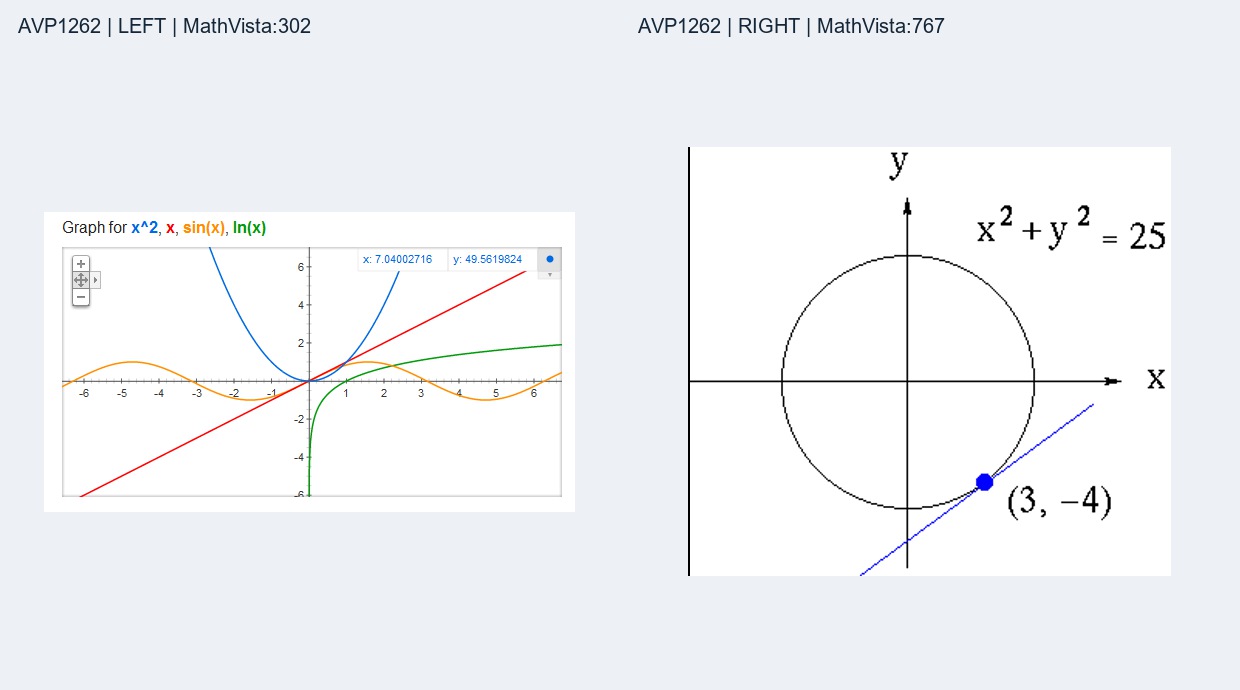 AVP1262 | LEFT | MathVista:302
AVP1262 | RIGHT | MathVista:767
Graph for x^2, x, sin(x), ln(x)
x: 7.04002716 y: 49.5619824
6
4
2
-6 -5 -4 -3 -2 -1 1 2 3 4 5 6
-2
-4
-6
y
x² + y² = 25
x
(3, −4)